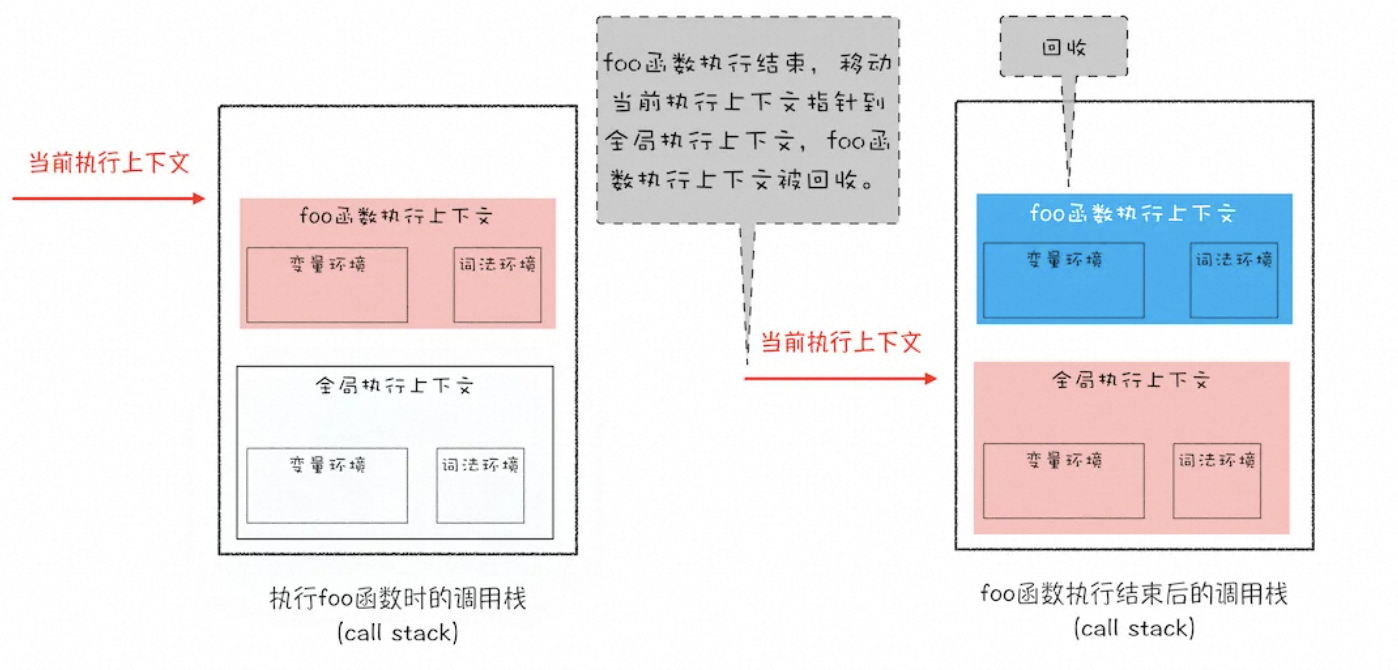 当前执行上下文
foo函数执行上下文
变量环境
词法环境
全局执行上下文
变量环境
词法环境
执行foo函数时的调用栈
(call stack)
foo函数执行结束，移动
当前执行上下文指针到
全局执行上下文，foo函
数执行上下文被回收。
当前执行上下文
回收
foo函数执行上下文
变量环境
词法环境
全局执行上下文
变量环境
词法环境
foo函数执行结束后的调用栈
(call stack)